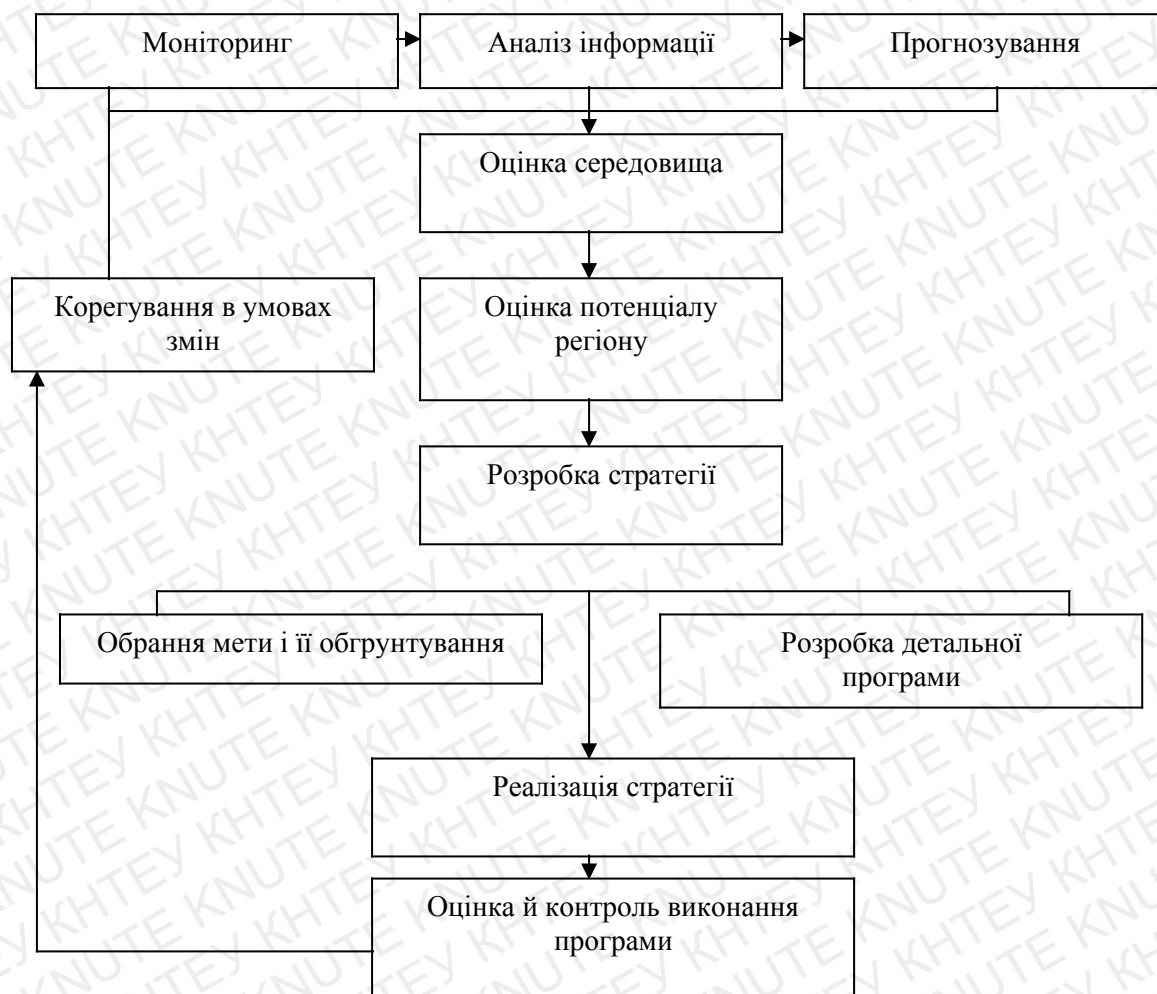 Моніторинг
Аналіз інформації
Прогнозування
Оцінка середовища
Корегування в умовах
змін
Оцінка потенціалу
регіону
Розробка стратегії
Обрання мети і її обгрунтування
Розробка детальної
програми
Реалізація стратегії
Оцінка й контроль виконання
програми